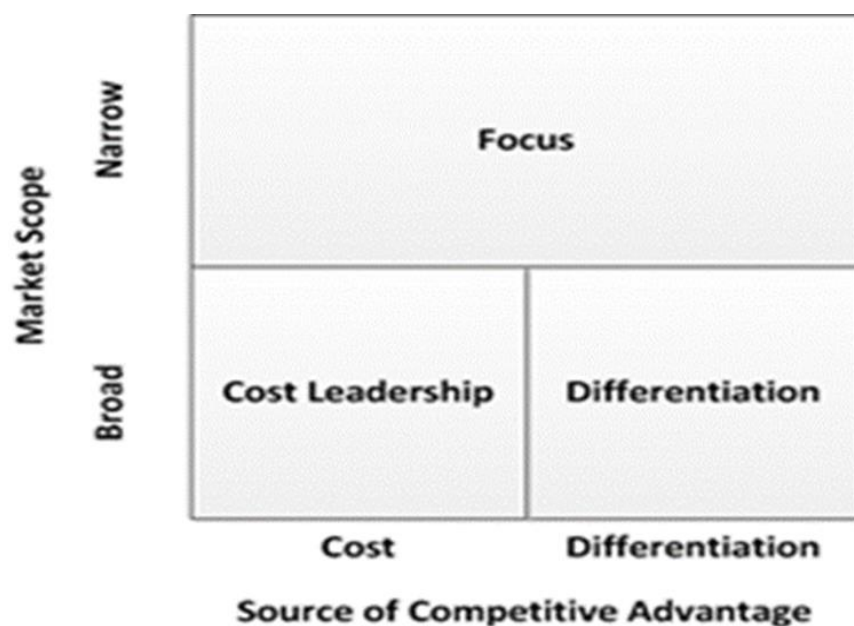 Market Scope
Narrow
Focus
Broad
Cost Leadership
Differentiation
Cost
Differentiation
Source of Competitive Advantage